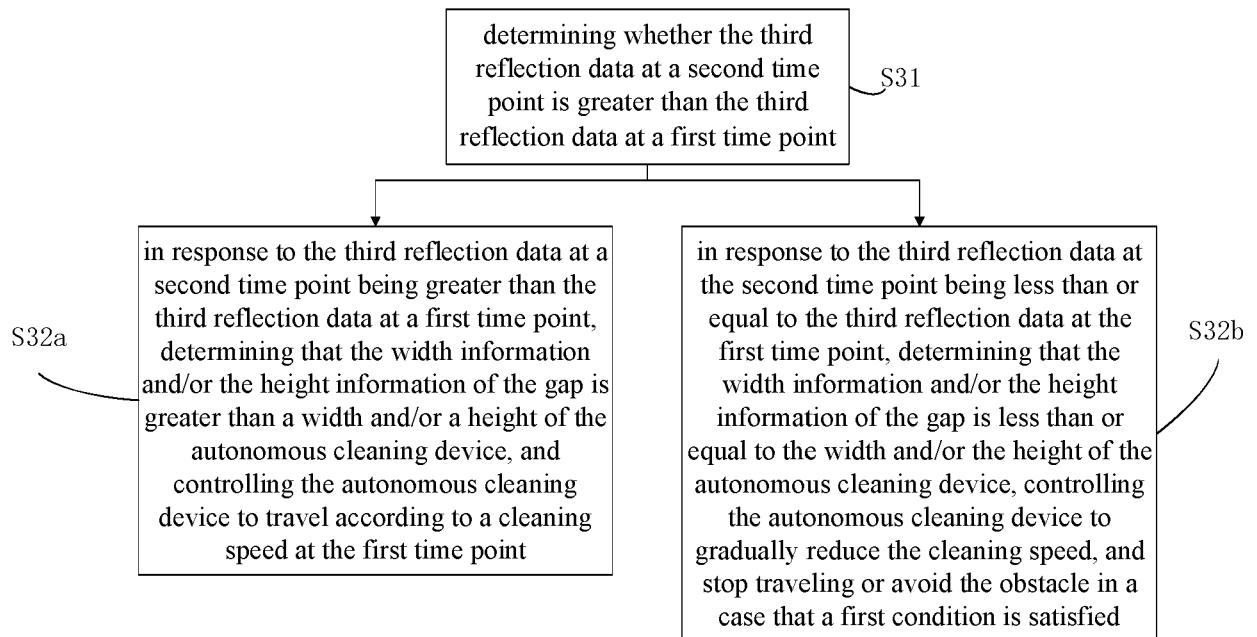 determining whether the third
reflection data at a second time
point is greater than the third
reflection data at a first time point
S31
in response to the third reflection data at a
second time point being greater than the
third reflection data at a first time point,
determining that the width information
and/or the height information of the gap is
greater than a width and/or a height of the
autonomous cleaning device, and
controlling the autonomous cleaning
device to travel according to a cleaning
speed at the first time point
S32a
in response to the third reflection data at
the second time point being less than or
equal to the third reflection data at the
first time point, determining that the
width information and/or the height
information of the gap is less than or
equal to the width and/or the height of the
autonomous cleaning device, controlling
the autonomous cleaning device to
gradually reduce the cleaning speed, and
stop traveling or avoid the obstacle in a
case that a first condition is satisfied
S32b